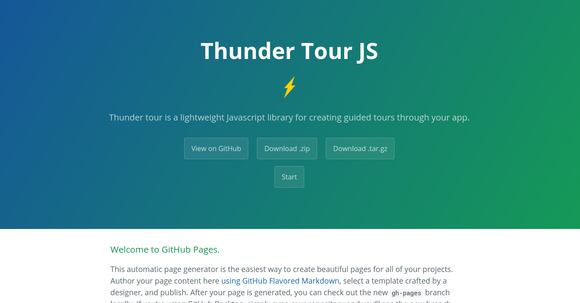 Thunder Tour JS
Thunder tour is a lightweight Javascript library for creating guided tours through your app.
View on GitHub
Download .zip
Download .tar.gz
Start
Welcome to GitHub Pages.
This automatic page generator is the easiest way to create beautiful pages for all of your projects.
Author your page content here using GitHub Flavored Markdown, select a template crafted by a
designer, and publish. After your page is generated, you can check out the new gh-pages branch